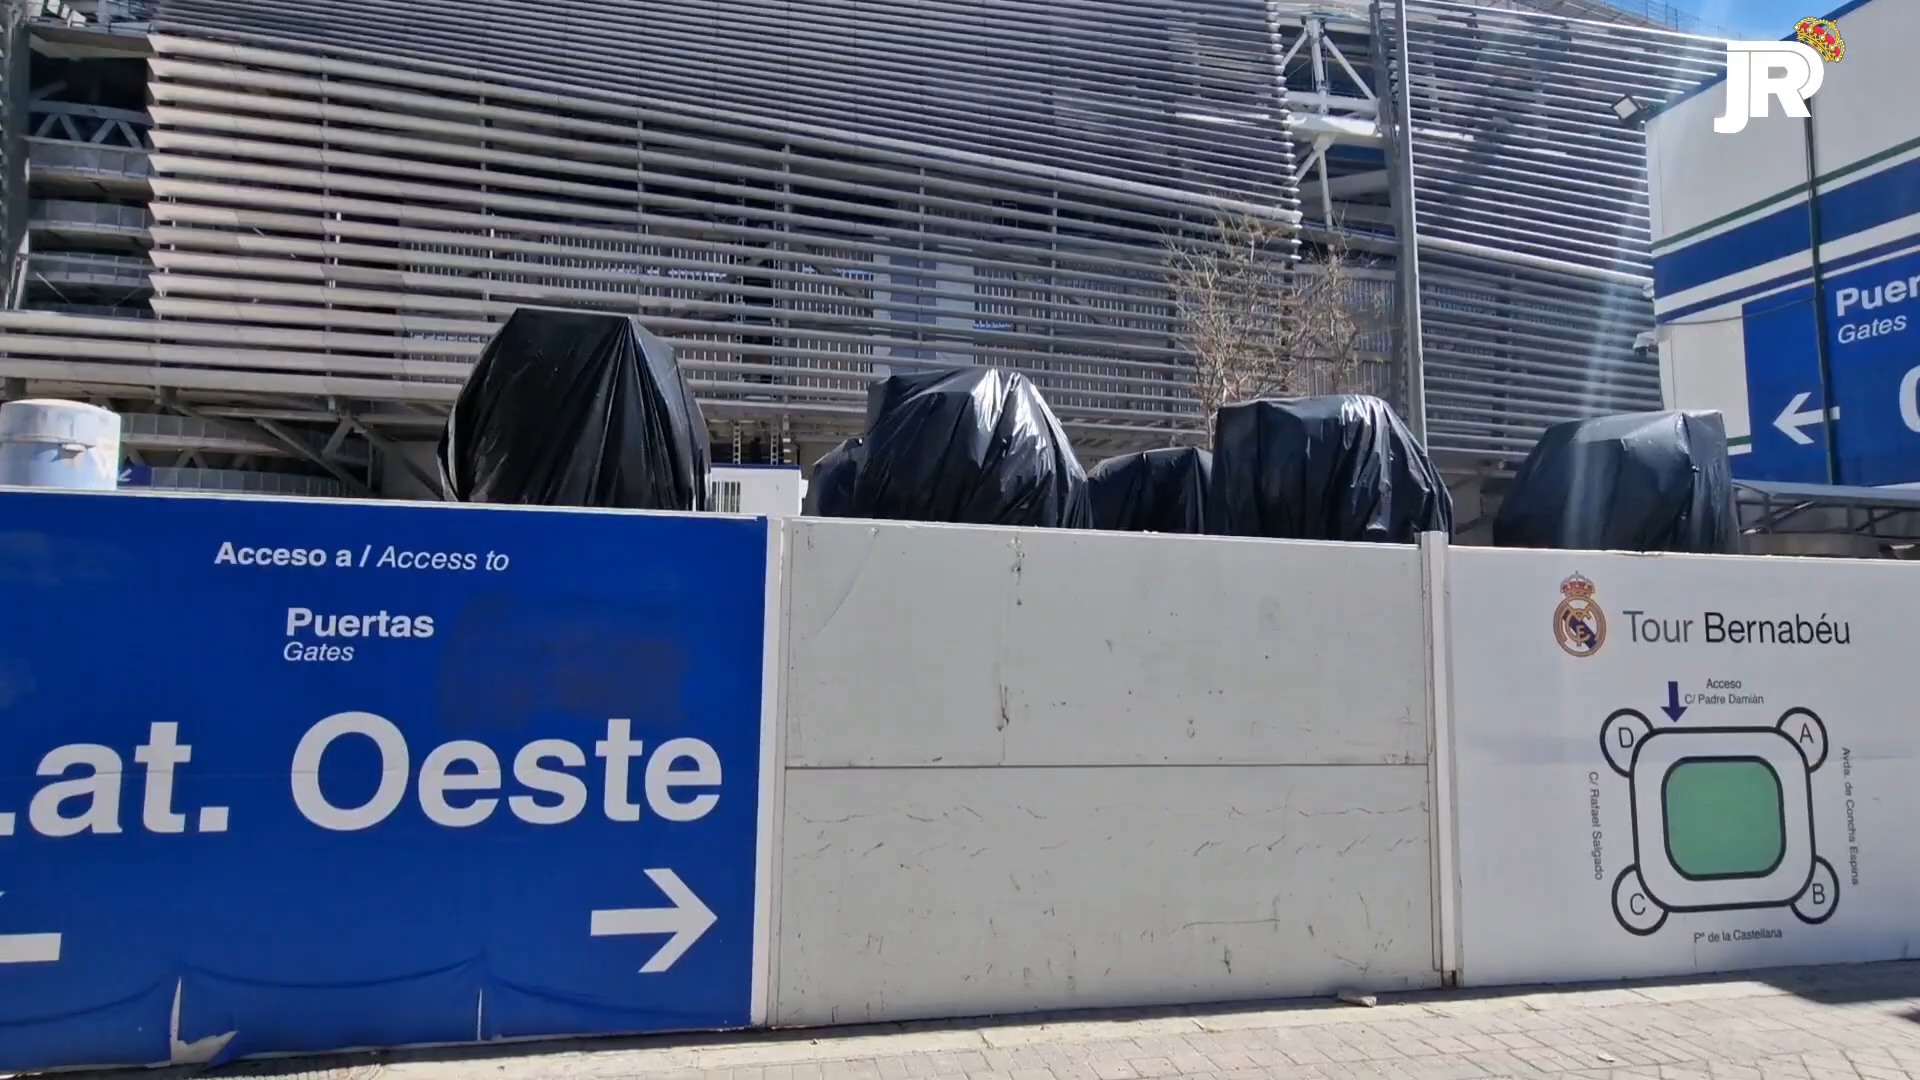 JR
Puer
Gates
Acceso a / Access to
Puertas
Gates
Lat. Oeste
Tour Bernabéu
Acceso
C/ Padre Damián
D
A
C/ Rafael Salgado
Avda. de Concha Espina
C
B
Pº de la Castellana